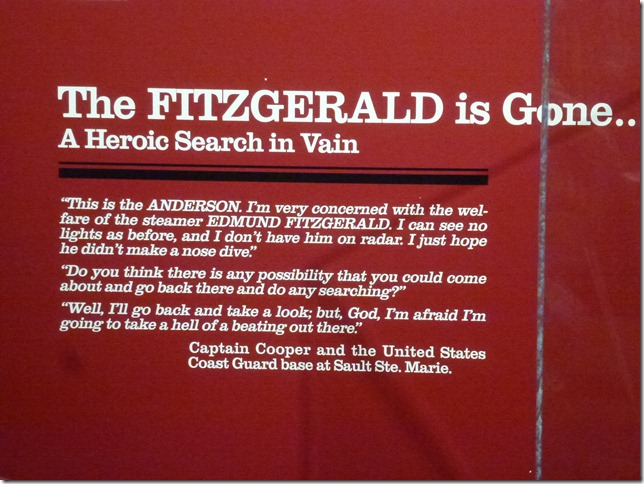 The FITZGERALD is Gone..
A Heroic Search in Vain
“This is the ANDERSON. I’m very concerned with the wel-
fare of the steamer EDMUND FITZGERALD. I can see no
lights as before, and I don’t have him on radar. I just hope
he didn’t make a nose dive.”
“Do you think there is any possibility that you could come
about and go back there and do any searching?”
“Well, I’ll go back and take a look; but, God, I’m afraid I’m
going to take a hell of a beating out there.”
Captain Cooper and the United States
Coast Guard base at Sault Ste. Marie.